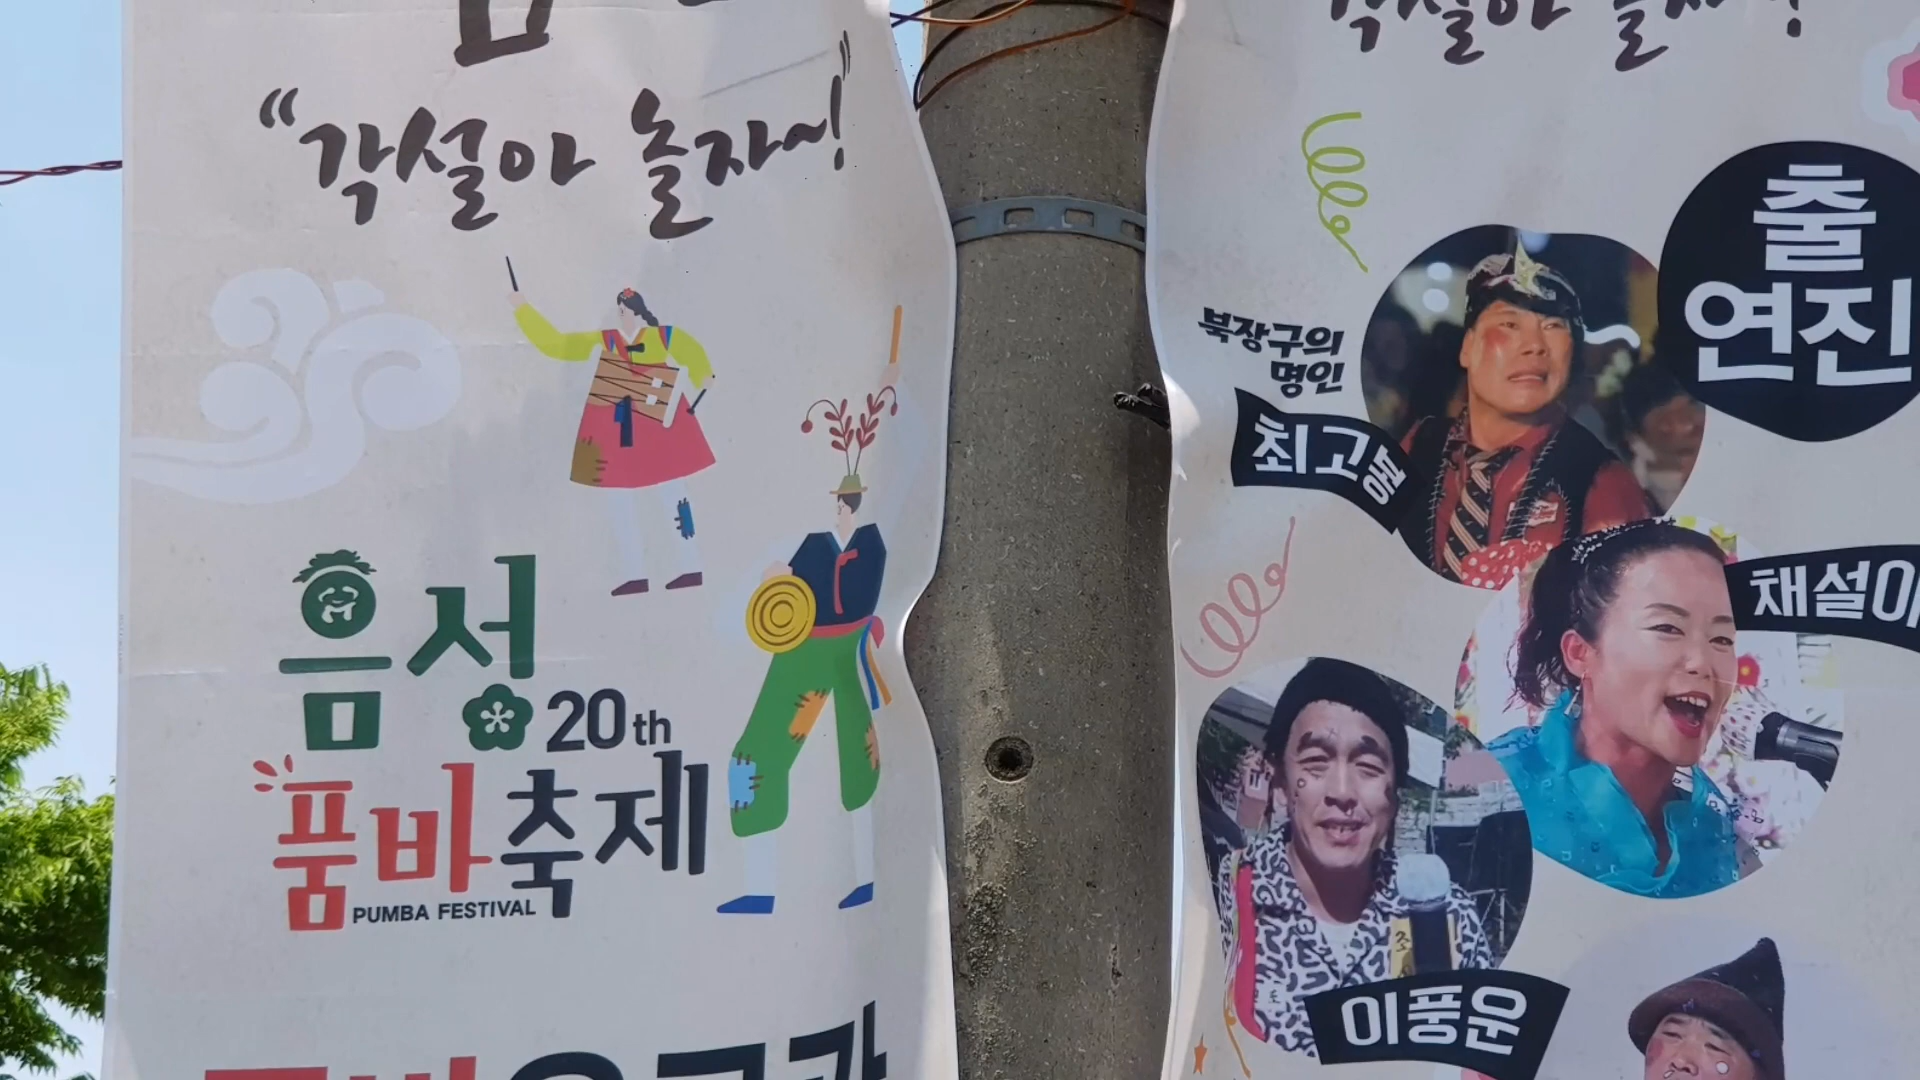 “각설아 놀자~!”
음성
20th
품바축제
PUMBA FESTIVAL
각설아 놀자~!
출
연진
북장구의
명인
최고봉
채설아
이풍운